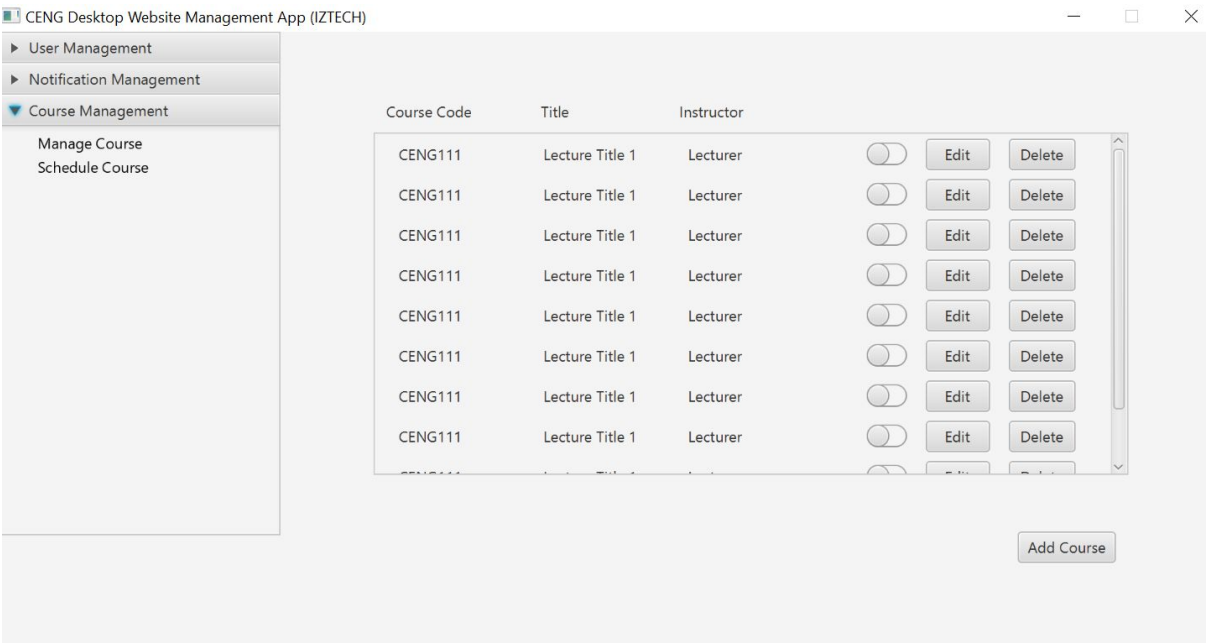 CENG Desktop Website Management App (IZTECH)
User Management
Notification Management
Course Management
Manage Course
Schedule Course
Course Code Title Instructor
CENG111 Lecture Title 1 Lecturer Edit Delete
CENG111 Lecture Title 1 Lecturer Edit Delete
CENG111 Lecture Title 1 Lecturer Edit Delete
CENG111 Lecture Title 1 Lecturer Edit Delete
CENG111 Lecture Title 1 Lecturer Edit Delete
CENG111 Lecture Title 1 Lecturer Edit Delete
CENG111 Lecture Title 1 Lecturer Edit Delete
CENG111 Lecture Title 1 Lecturer Edit Delete
Add Course